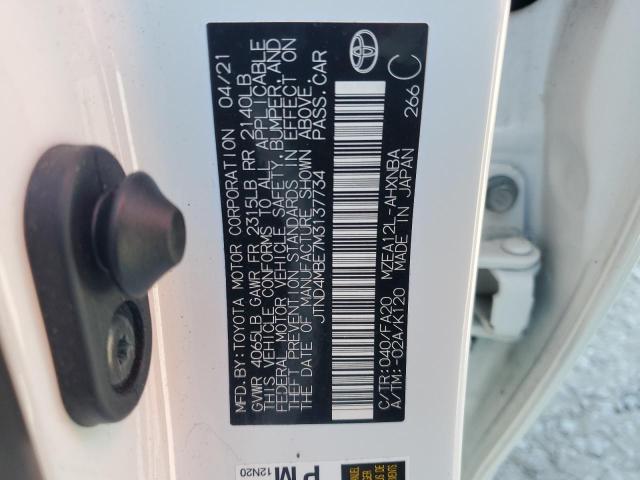 MFD.BY:TOYOTA MOTOR CORPORATION 04/21
GVWR 4065LB GAWR FR 2315LB RR 2140LB
THIS VEHICLE CONFORMS TO ALL APPLICABLE
FEDERAL MOTOR VEHICLE SAFETY, BUMPER, AND
THEFT PREVENTION STANDARDS IN EFFECT ON
THE DATE OF MANUFACTURE SHOWN ABOVE.
JTND4MBE7M3137734 PASS.CAR
C/TR:040/FA20 MZEA12L-AHXNBA
A/TM:-02A/K120 MADE IN JAPAN 266 C
PM
12N20